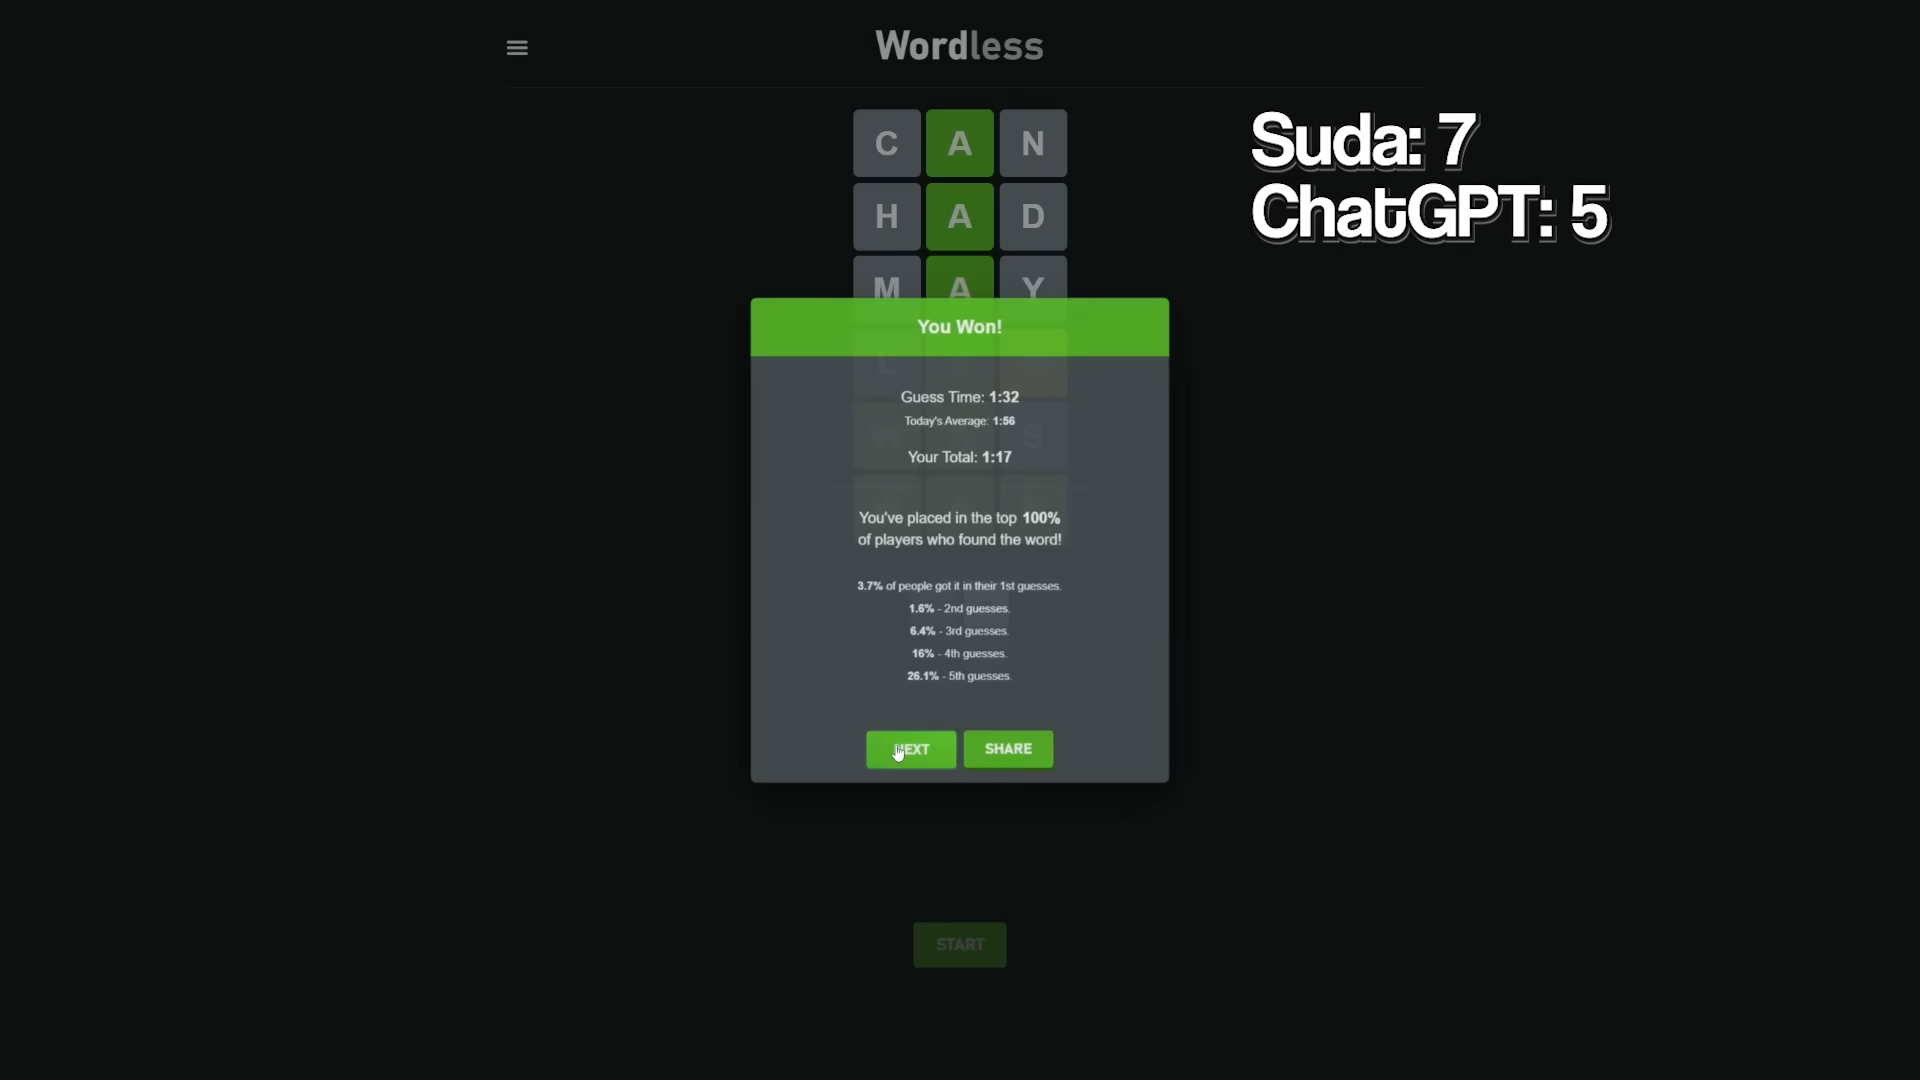 Wordless
Suda: 7
ChatGPT: 5
C A N
H A D
M A Y
You Won!
L
Guess Time: 1:32
Today's Average: 1:56
S
Your Total: 1:17
You've placed in the top 100%
of players who found the word!
3.7% of people got it in their 1st guesses.
1.6% - 2nd guesses.
6.4% - 3rd guesses.
16% - 4th guesses.
26.1% - 5th guesses.
NEXT SHARE
START